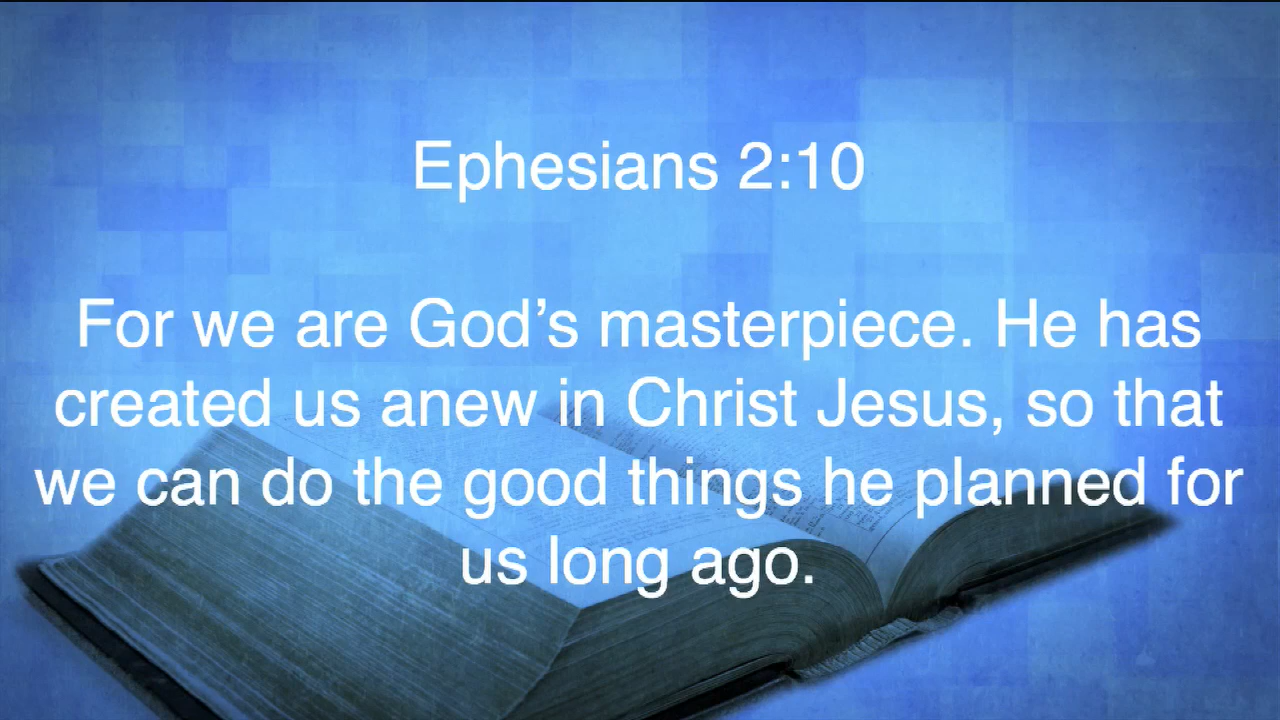 Ephesians 2:10
For we are God’s masterpiece. He has
created us anew in Christ Jesus, so that
we can do the good things he planned for
us long ago.